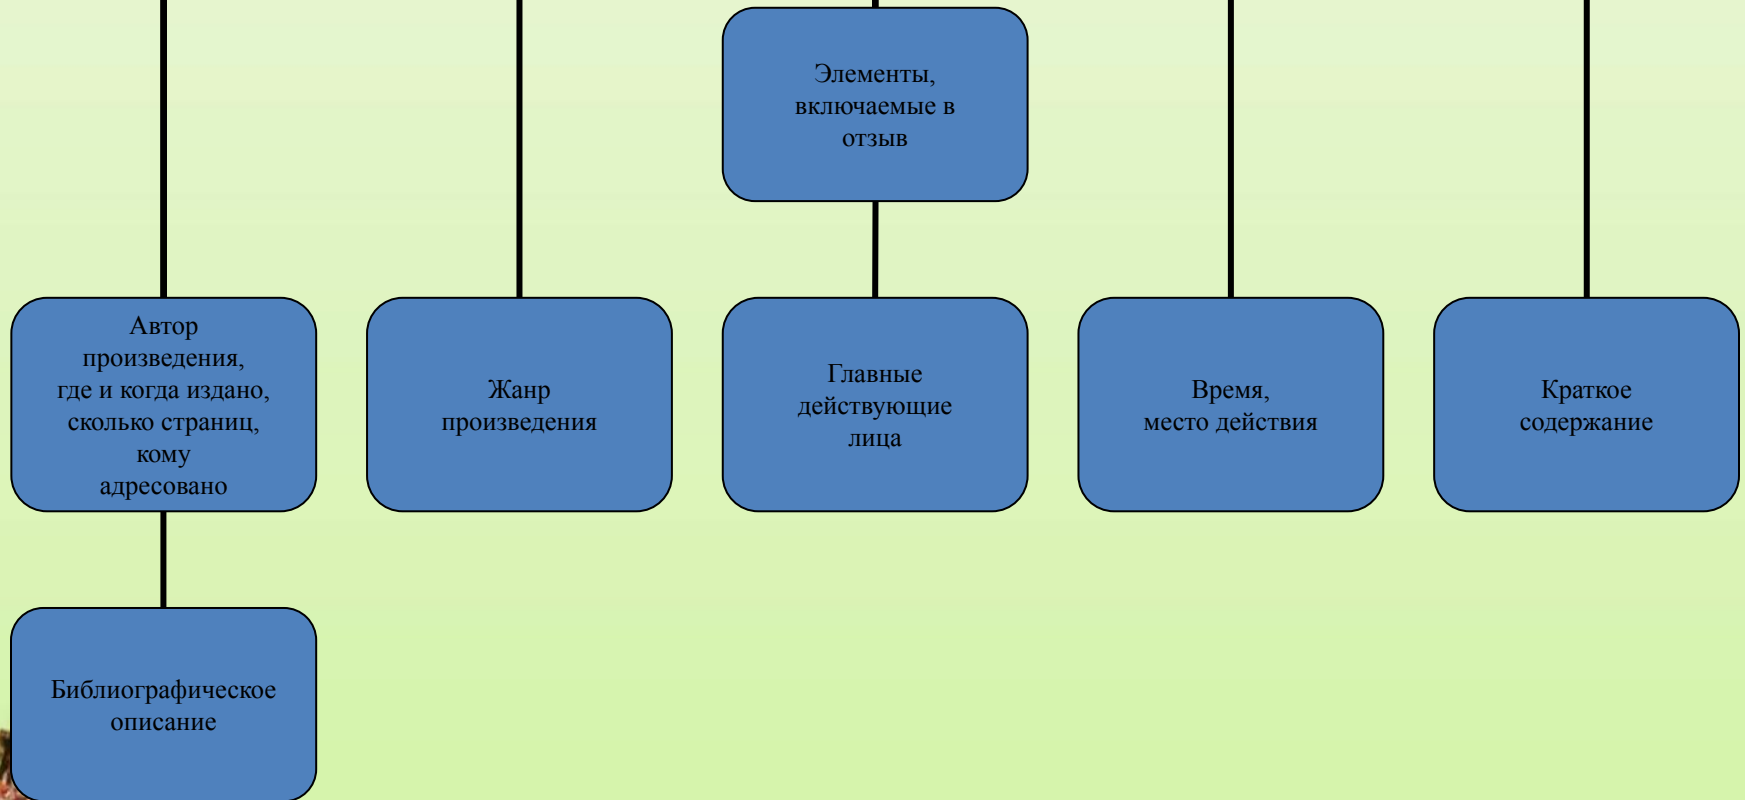 Элементы,
включаемые в
отзыв
Автор
произведения,
где и когда издано,
сколько страниц,
кому
адресовано
Жанр
произведения
Главные
действующие
лица
Время,
место действия
Краткое
содержание
Библиографическое
описание